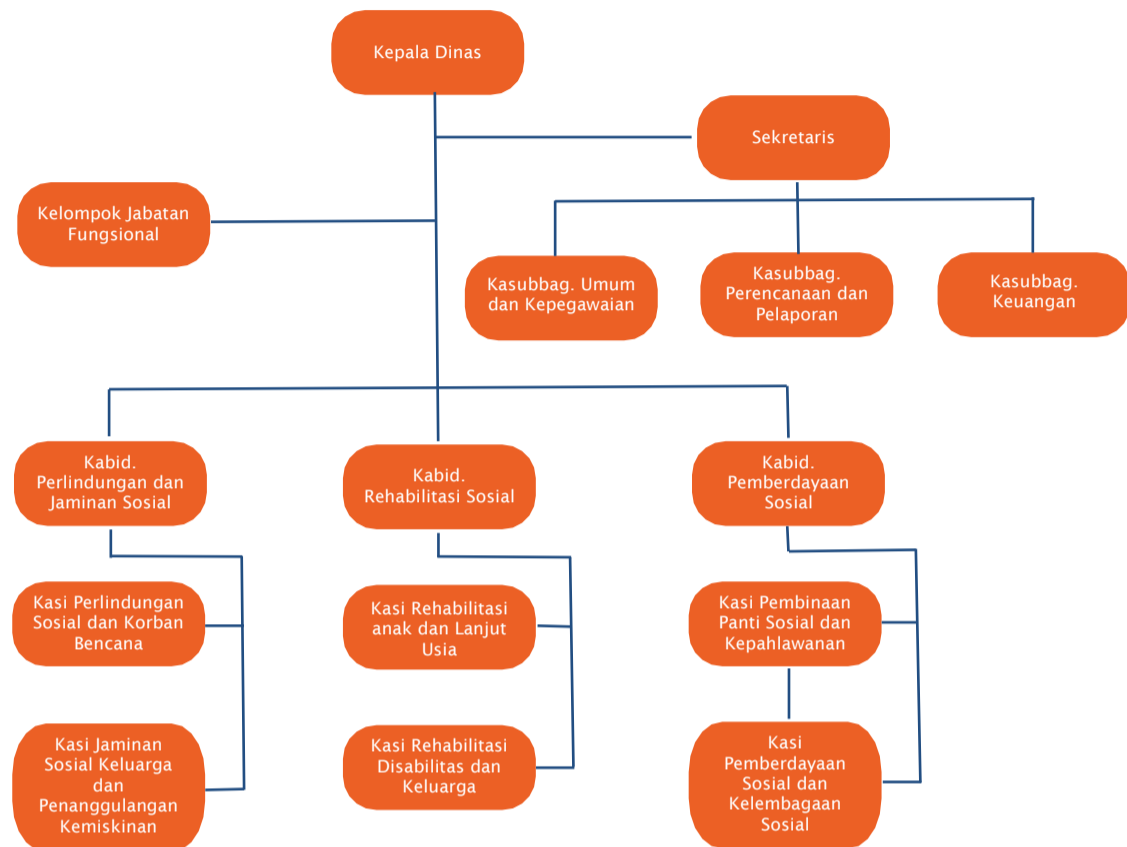 Kepala Dinas
Sekretaris
Kelompok Jabatan
Fungsional
Kasubbag. Umum
dan Kepegawaian
Kasubbag.
Perencanaan dan
Pelaporan
Kasubbag.
Keuangan
Kabid.
Perlindungan dan
Jaminan Sosial
Kabid.
Rehabilitasi Sosial
Kabid.
Pemberdayaan
Sosial
Kasi Perlindungan
Sosial dan Korban
Bencana
Kasi Rehabilitasi
anak dan Lanjut
Usia
Kasi Pembinaan
Panti Sosial dan
Kepahlawanan
Kasi Jaminan
Sosial Keluarga
dan
Penanggulangan
Kemiskinan
Kasi Rehabilitasi
Disabilitas dan
Keluarga
Kasi
Pemberdayaan
Sosial dan
Kelembagaan
Sosial